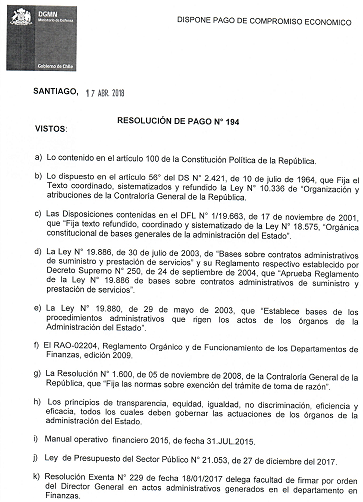 DGMN
Ministerio de Defensa
Gobierno de Chile
DISPONE PAGO DE COMPROMISO ECONOMICO
SANTIAGO, 17 ABR. 2018
RESOLUCIÓN DE PAGO N° 194
VISTOS:
a) Lo contenido en el artículo 100 de la Constitución Política de la República.
b) Lo dispuesto en el artículo 56° del DS N° 2.421, de 10 de julio de 1964, que Fija el
Texto coordinado, sistematizados y refundido la Ley N° 10.336 de “Organización y
atribuciones de la Contraloría General de la República.
c) Las Disposiciones contenidas en el DFL N° 1/19.663, de 17 de noviembre de 2001,
que “Fija texto refundido, coordinado y sistematizado de la Ley N° 18.575, “Orgánica
constitucional de bases generales de la administración del Estado”.
d) La Ley N° 19.886, de 30 de julio de 2003, de “Bases sobre contratos administrativos
de suministro y prestación de servicios” y su Reglamento respectivo establecido por
Decreto Supremo N° 250, de 24 de septiembre de 2004, que “Aprueba Reglamento
de la Ley N° 19.886 de bases sobre contratos administrativos de suministro y
prestación de servicios”.
e) La Ley N° 19.880, de 29 de mayo de 2003, que “Establece bases de los
procedimientos administrativos que rigen los actos de los órganos de la
Administración del Estado”.
f) El RAO-02204, Reglamento Orgánico y de Funcionamiento de los Departamentos de
Finanzas, edición 2009.
g) La Resolución N° 1.600, de 05 de noviembre de 2008, de la Contraloría General de la
República, que “Fija las normas sobre exención del trámite de toma de razón”.
h) Los principios de transparencia, equidad, igualdad, no discriminación, eficiencia y
eficacia, todos los cuales deben gobernar las actuaciones de los órganos de la
administración del Estado.
i) Manual operativo financiero 2015, de fecha 31.JUL.2015.
j) Ley de Presupuesto del Sector Público N° 21.053, de 27 de diciembre del 2017.
k) Resolución Exenta N° 229 de fecha 18/01/2017 delega facultad de firmar por orden
del Director General en actos administrativos generados en el departamento en
Finanzas.